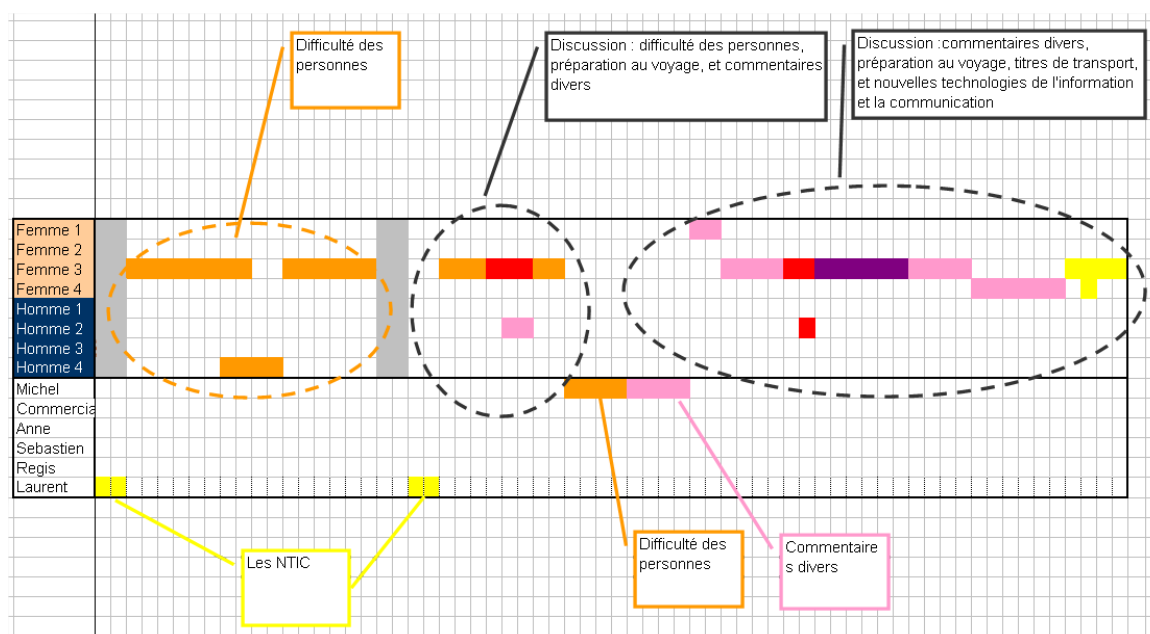 Difficulté des
personnes
Discussion : difficulté des personnes,
préparation au voyage, et commentaires
divers
Discussion :commentaires divers,
préparation au voyage, titres de transport,
et nouvelles technologies de l'information
et la communication
Femme 1
Femme 2
Femme 3
Femme 4
Homme 1
Homme 2
Homme 3
Homme 4
Michel
Commercia
Anne
Sebastien
Regis
Laurent
Les NTIC
Difficulté des
personnes
Commentaire
s divers